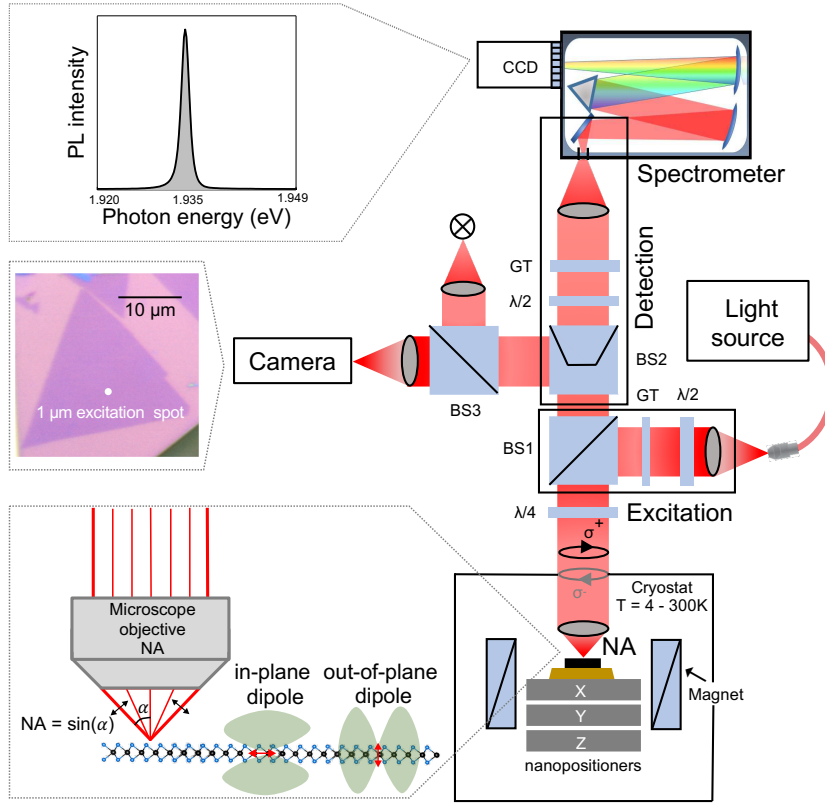 PL intensity
1.920
1.935
1.949
Photon energy (eV)
CCD
Spectrometer
GT
λ/2
Detection
10 µm
1 µm excitation spot
Camera
BS3
BS2
Light
source
GT
λ/2
BS1
Excitation
λ/4
σ+
σ-
Cryostat
T = 4 - 300K
NA
Magnet
X
Y
Z
nanopositioners
Microscope
objective
NA
NA = sin(α)
α
in-plane
dipole
out-of-plane
dipole